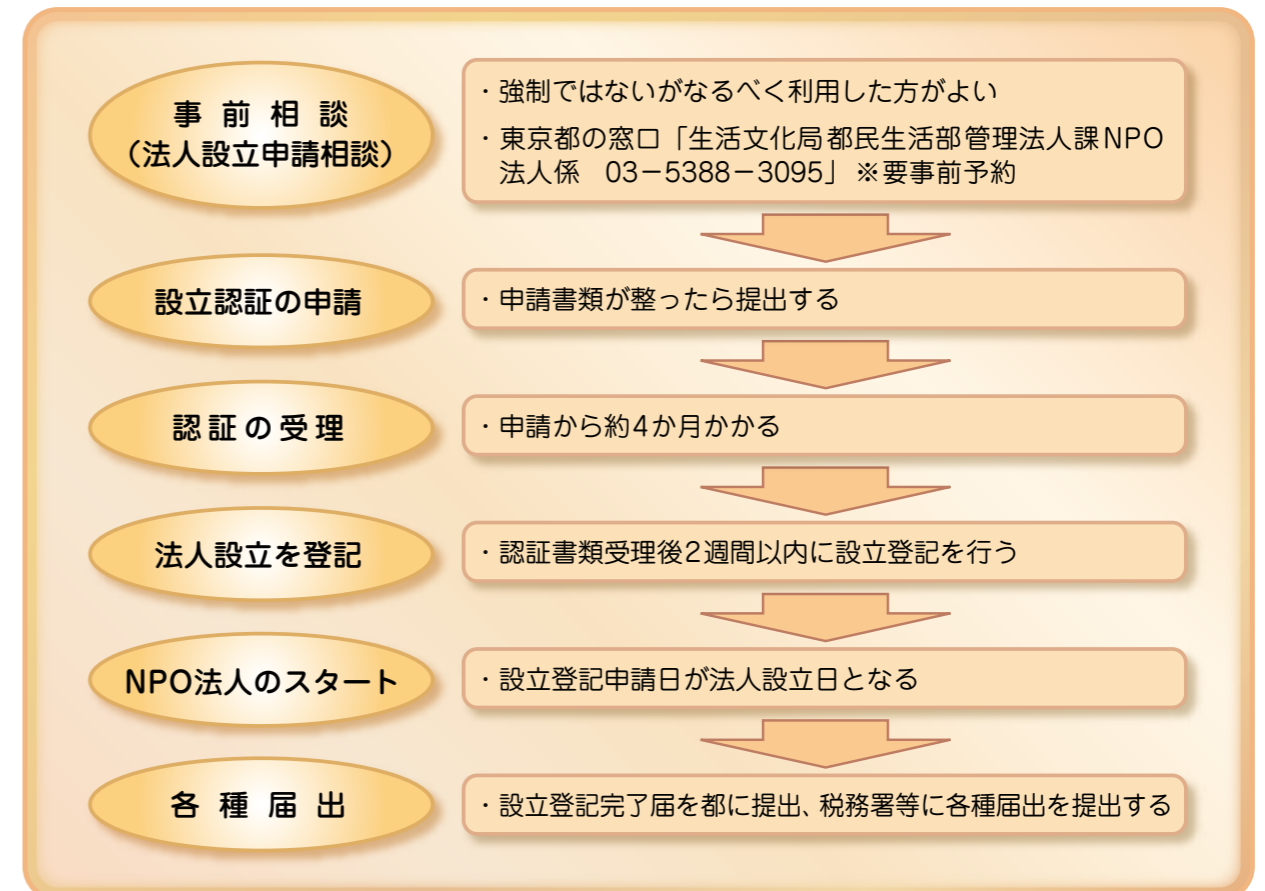 事前相談
(法人設立申請相談)
・強制ではないがなるべく利用した方がよい
・東京都の窓口「生活文化局都民生活部管理法人課NPO
法人係　03－5388－3095」※要事前予約
設立認証の申請
・申請書類が整ったら提出する
認証の受理
・申請から約4か月かかる
法人設立を登記
・認証書類受理後2週間以内に設立登記を行う
NPO法人のスタート
・設立登記申請日が法人設立日となる
各種届出
・設立登記完了届を都に提出、税務署等に各種届出を提出する